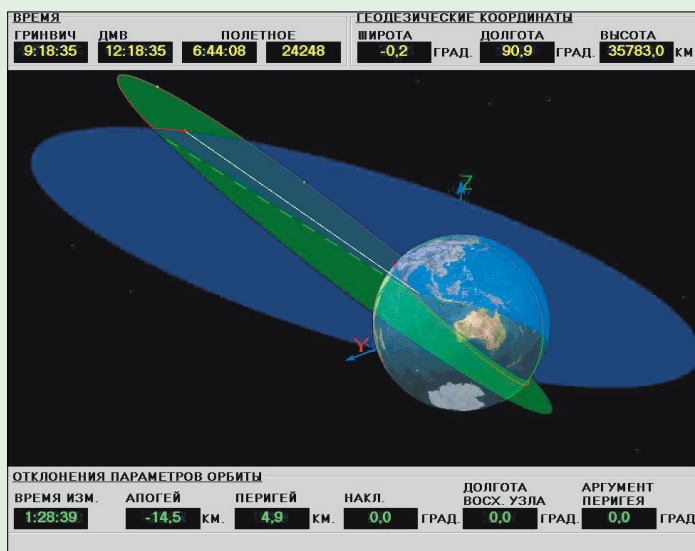 ВРЕМЯ
ГРИНВИЧ ДМВ ПОЛЕТНОЕ
9:18:35 12:18:35 6:44:08 24248
ГЕОДЕЗИЧЕСКИЕ КООРДИНАТЫ
ШИРОТА ДОЛГОТА ВЫСОТА
-0,2 ГРАД. 90,9 ГРАД. 35783,0 КМ
Z
Y
ОТКЛОНЕНИЯ ПАРАМЕТРОВ ОРБИТЫ
ВРЕМЯ ИЗМ. АПОГЕЙ ПЕРИГЕЙ НАКЛ. ДОЛГОТА ВОСХ. УЗЛА АРГУМЕНТ ПЕРИГЕЯ
1:28:39 -14,5 КМ. 4,9 КМ. 0,0 ГРАД. 0,0 ГРАД. 0,0 ГРАД